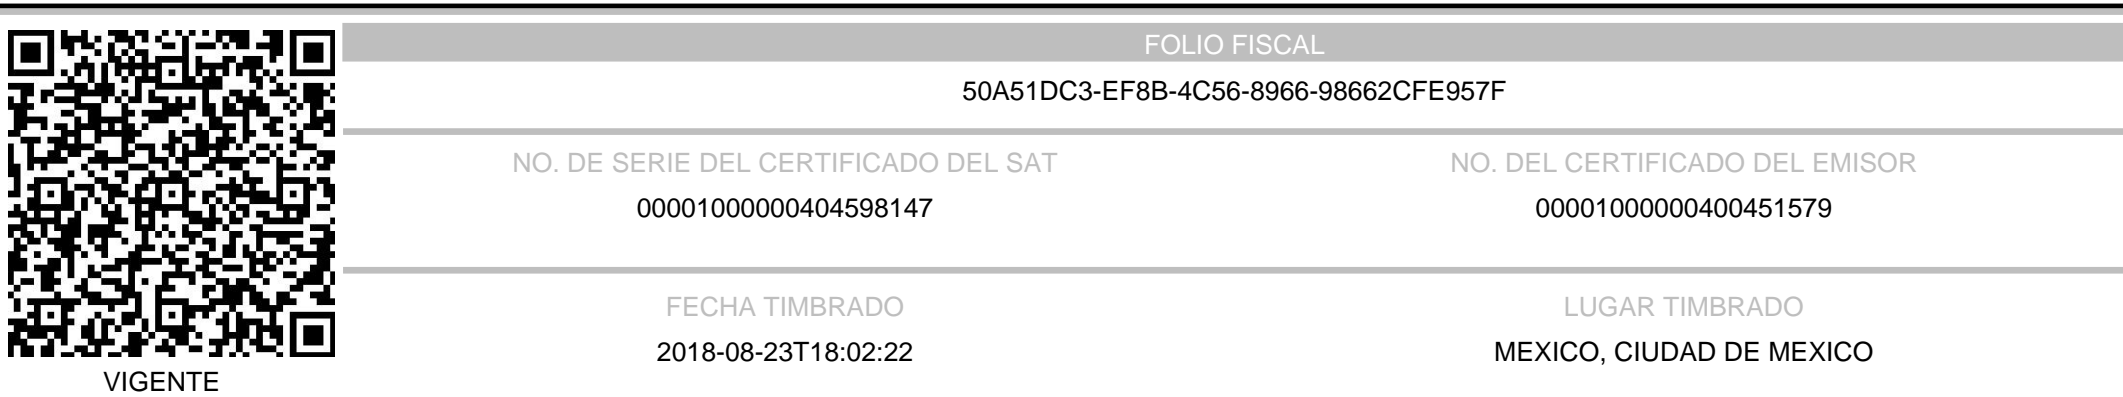 FOLIO FISCAL
50A51DC3-EF8B-4C56-8966-98662CFE957F
NO. DE SERIE DEL CERTIFICADO DEL SAT
NO. DEL CERTIFICADO DEL EMISOR
00001000000404598147
00001000000400451579
FECHA TIMBRADO
LUGAR TIMBRADO
2018-08-23T18:02:22
MEXICO, CIUDAD DE MEXICO
VIGENTE